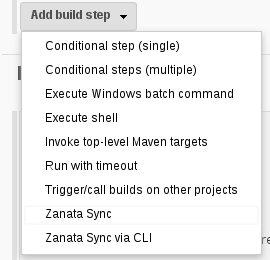 Add build step
Conditional step (single)
Conditional steps (multiple)
Execute Windows batch command
Execute shell
Invoke top-level Maven targets
Run with timeout
Trigger/call builds on other projects
Zanata Sync
Zanata Sync via CLI